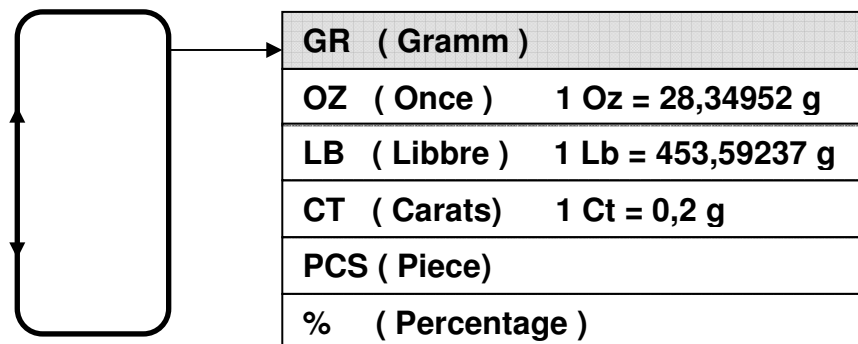 GR ( Gramm )
OZ ( Once ) 1 Oz = 28,34952 g
LB ( Libbre ) 1 Lb = 453,59237 g
CT ( Carats) 1 Ct = 0,2 g
PCS ( Piece)
% ( Percentage )